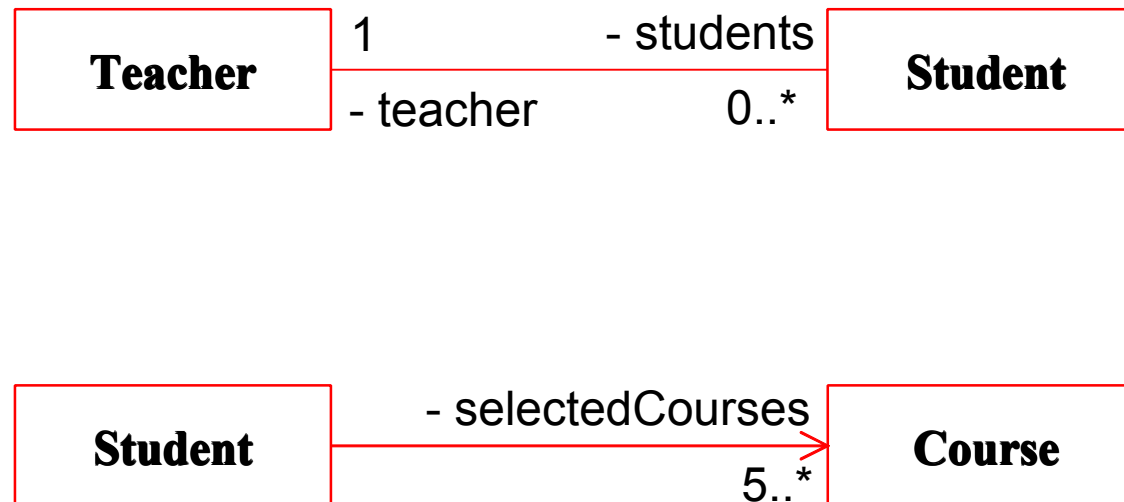 Teacher
1
- students
- teacher
0..*
Student
Student
- selectedCourses
5..*
Course